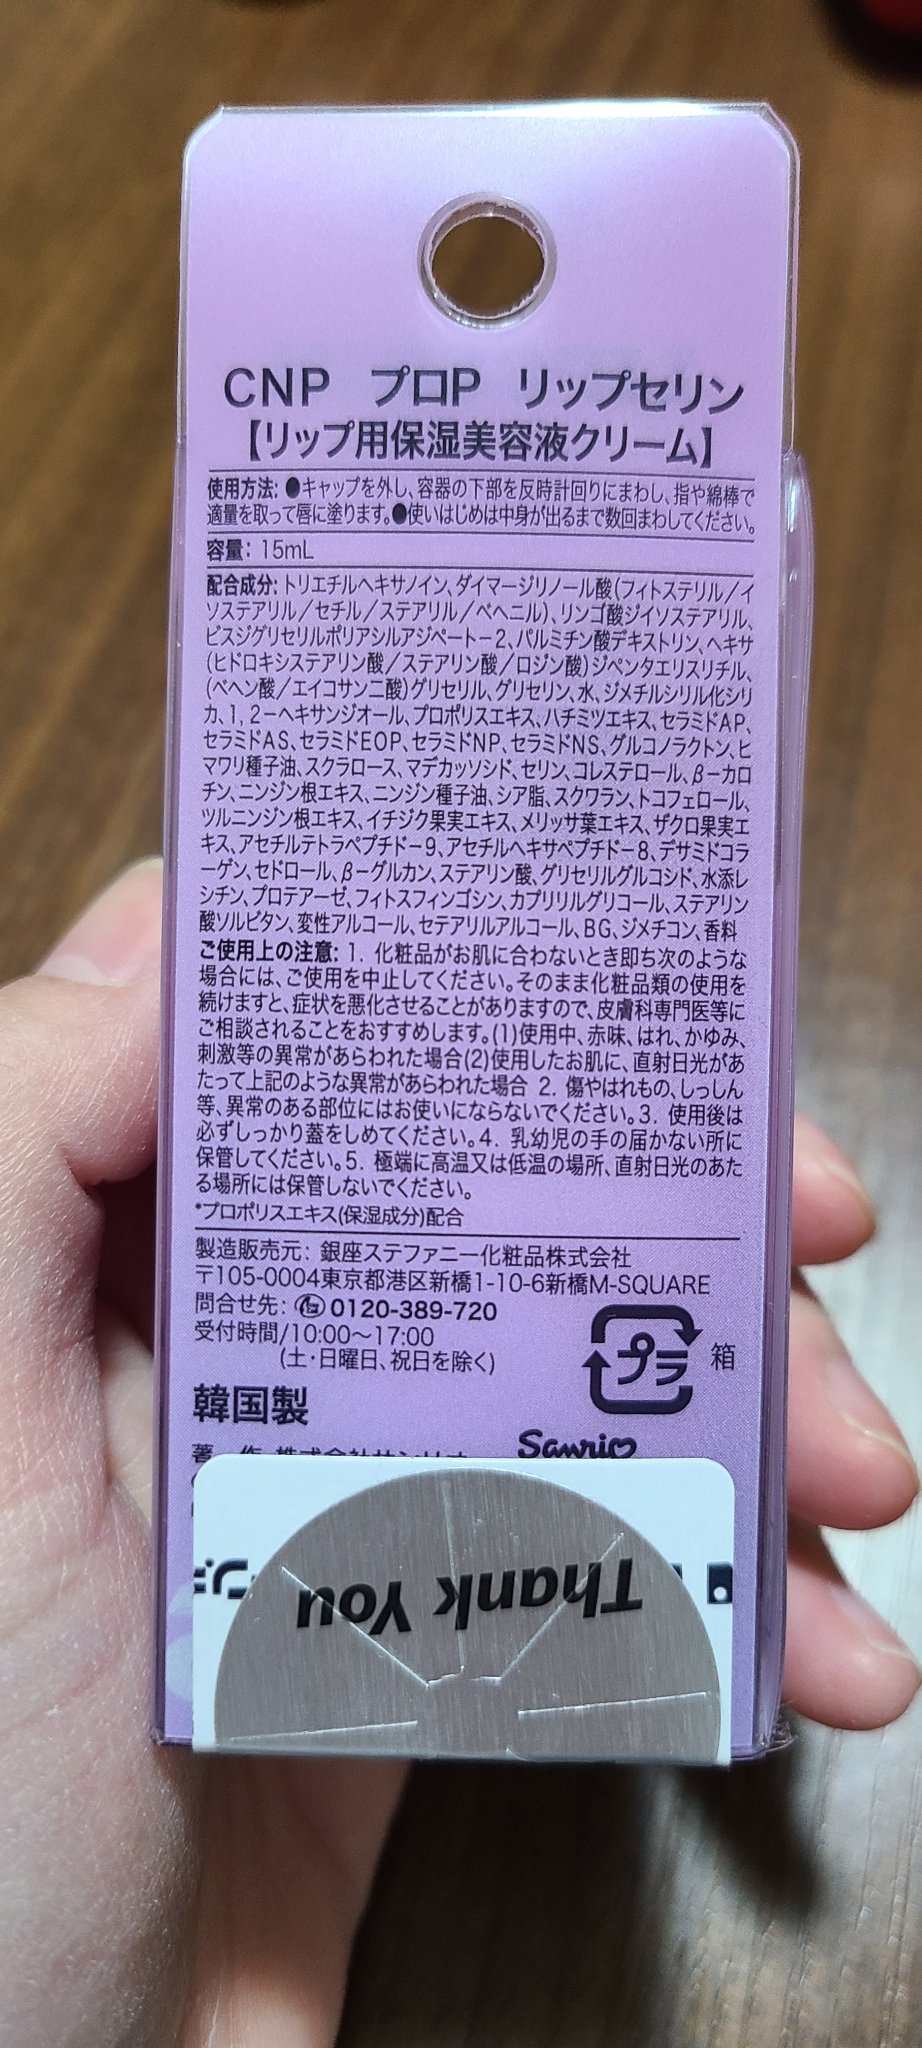 CNP プロP リップセリン
【リップ用保湿美容液クリーム】
使用方法: ●キャップを外し、容器の下部を反時計回りにまわし、指や綿棒で
適量を取って唇に塗ります。●使いはじめは中身が出るまで数回まわしてください。
容量: 15mL
配合成分: トリエチルヘキサノイン、ダイマージリノール酸(フィトステリル/イ
ソステアリル/セチル/ステアリル/ベヘニル)、リンゴ酸ジイソステアリル、
ビスジグリセリルポリアシルアジペート-2、パルミチン酸デキストリン、ヘキサ
(ヒドロキシステアリン酸/ステアリン酸/ロジン酸)ジペンタエリスリチル、
(ベヘン酸/エイコサン二酸)グリセリル、グリセリン、水、ジメチルシリル化シリ
カ、1,2-ヘキサンジオール、プロポリスエキス、ハチミツエキス、セラミドAP、
セラミドAS、セラミドEOP、セラミドNP、セラミドNS、グルコノラクトン、ヒ
マワリ種子油、スクラロース、マデカッソシド、セリン、コレステロール、β-カロ
チン、ニンジン根エキス、ニンジン種子油、シア脂、スクワラン、トコフェロール、
ツルニンジン根エキス、イチジク果実エキス、メリッサ葉エキス、ザクロ果実エ
キス、アセチルテトラペプチド-9、アセチルヘキサペプチド-8、デサミドコラ
ーゲン、セドロール、β-グルカン、ステアリン酸、グリセリルグルコシド、水添レ
シチン、プロテアーゼ、フィトスフィンゴシン、カプリリルグリコール、ステアリン
酸ソルビタン、変性アルコール、セテアリルアルコール、BG、ジメチコン、香料
ご使用上の注意: 1. 化粧品がお肌に合わないとき即ち次のような
場合には、ご使用を中止してください。そのまま化粧品類の使用を
続けますと、症状を悪化させることがありますので、皮膚科専門医等に
ご相談されることをおすすめします。(1)使用中、赤味、はれ、かゆみ、
刺激等の異常があらわれた場合(2)使用したお肌に、直射日光があ
たって上記のような異常があらわれた場合 2. 傷やはれもの、しっしん
等、異常のある部位にはお使いにならないでください。3. 使用後は
必ずしっかり蓋をしめてください。4. 乳幼児の手の届かない所に
保管してください。5. 極端に高温又は低温の場所、直射日光のあた
る場所には保管しないでください。
*プロポリスエキス(保湿成分)配合
製造販売元: 銀座ステファニー化粧品株式会社
〒105-0004東京都港区新橋1-10-6新橋M-SQUARE
問合せ先: 0120-389-720
受付時間/10:00〜17:00
(土・日曜日、祝日を除く)
プラ 箱
韓国製
著 作 株式会社サンリオ
Sanrio
Thank You